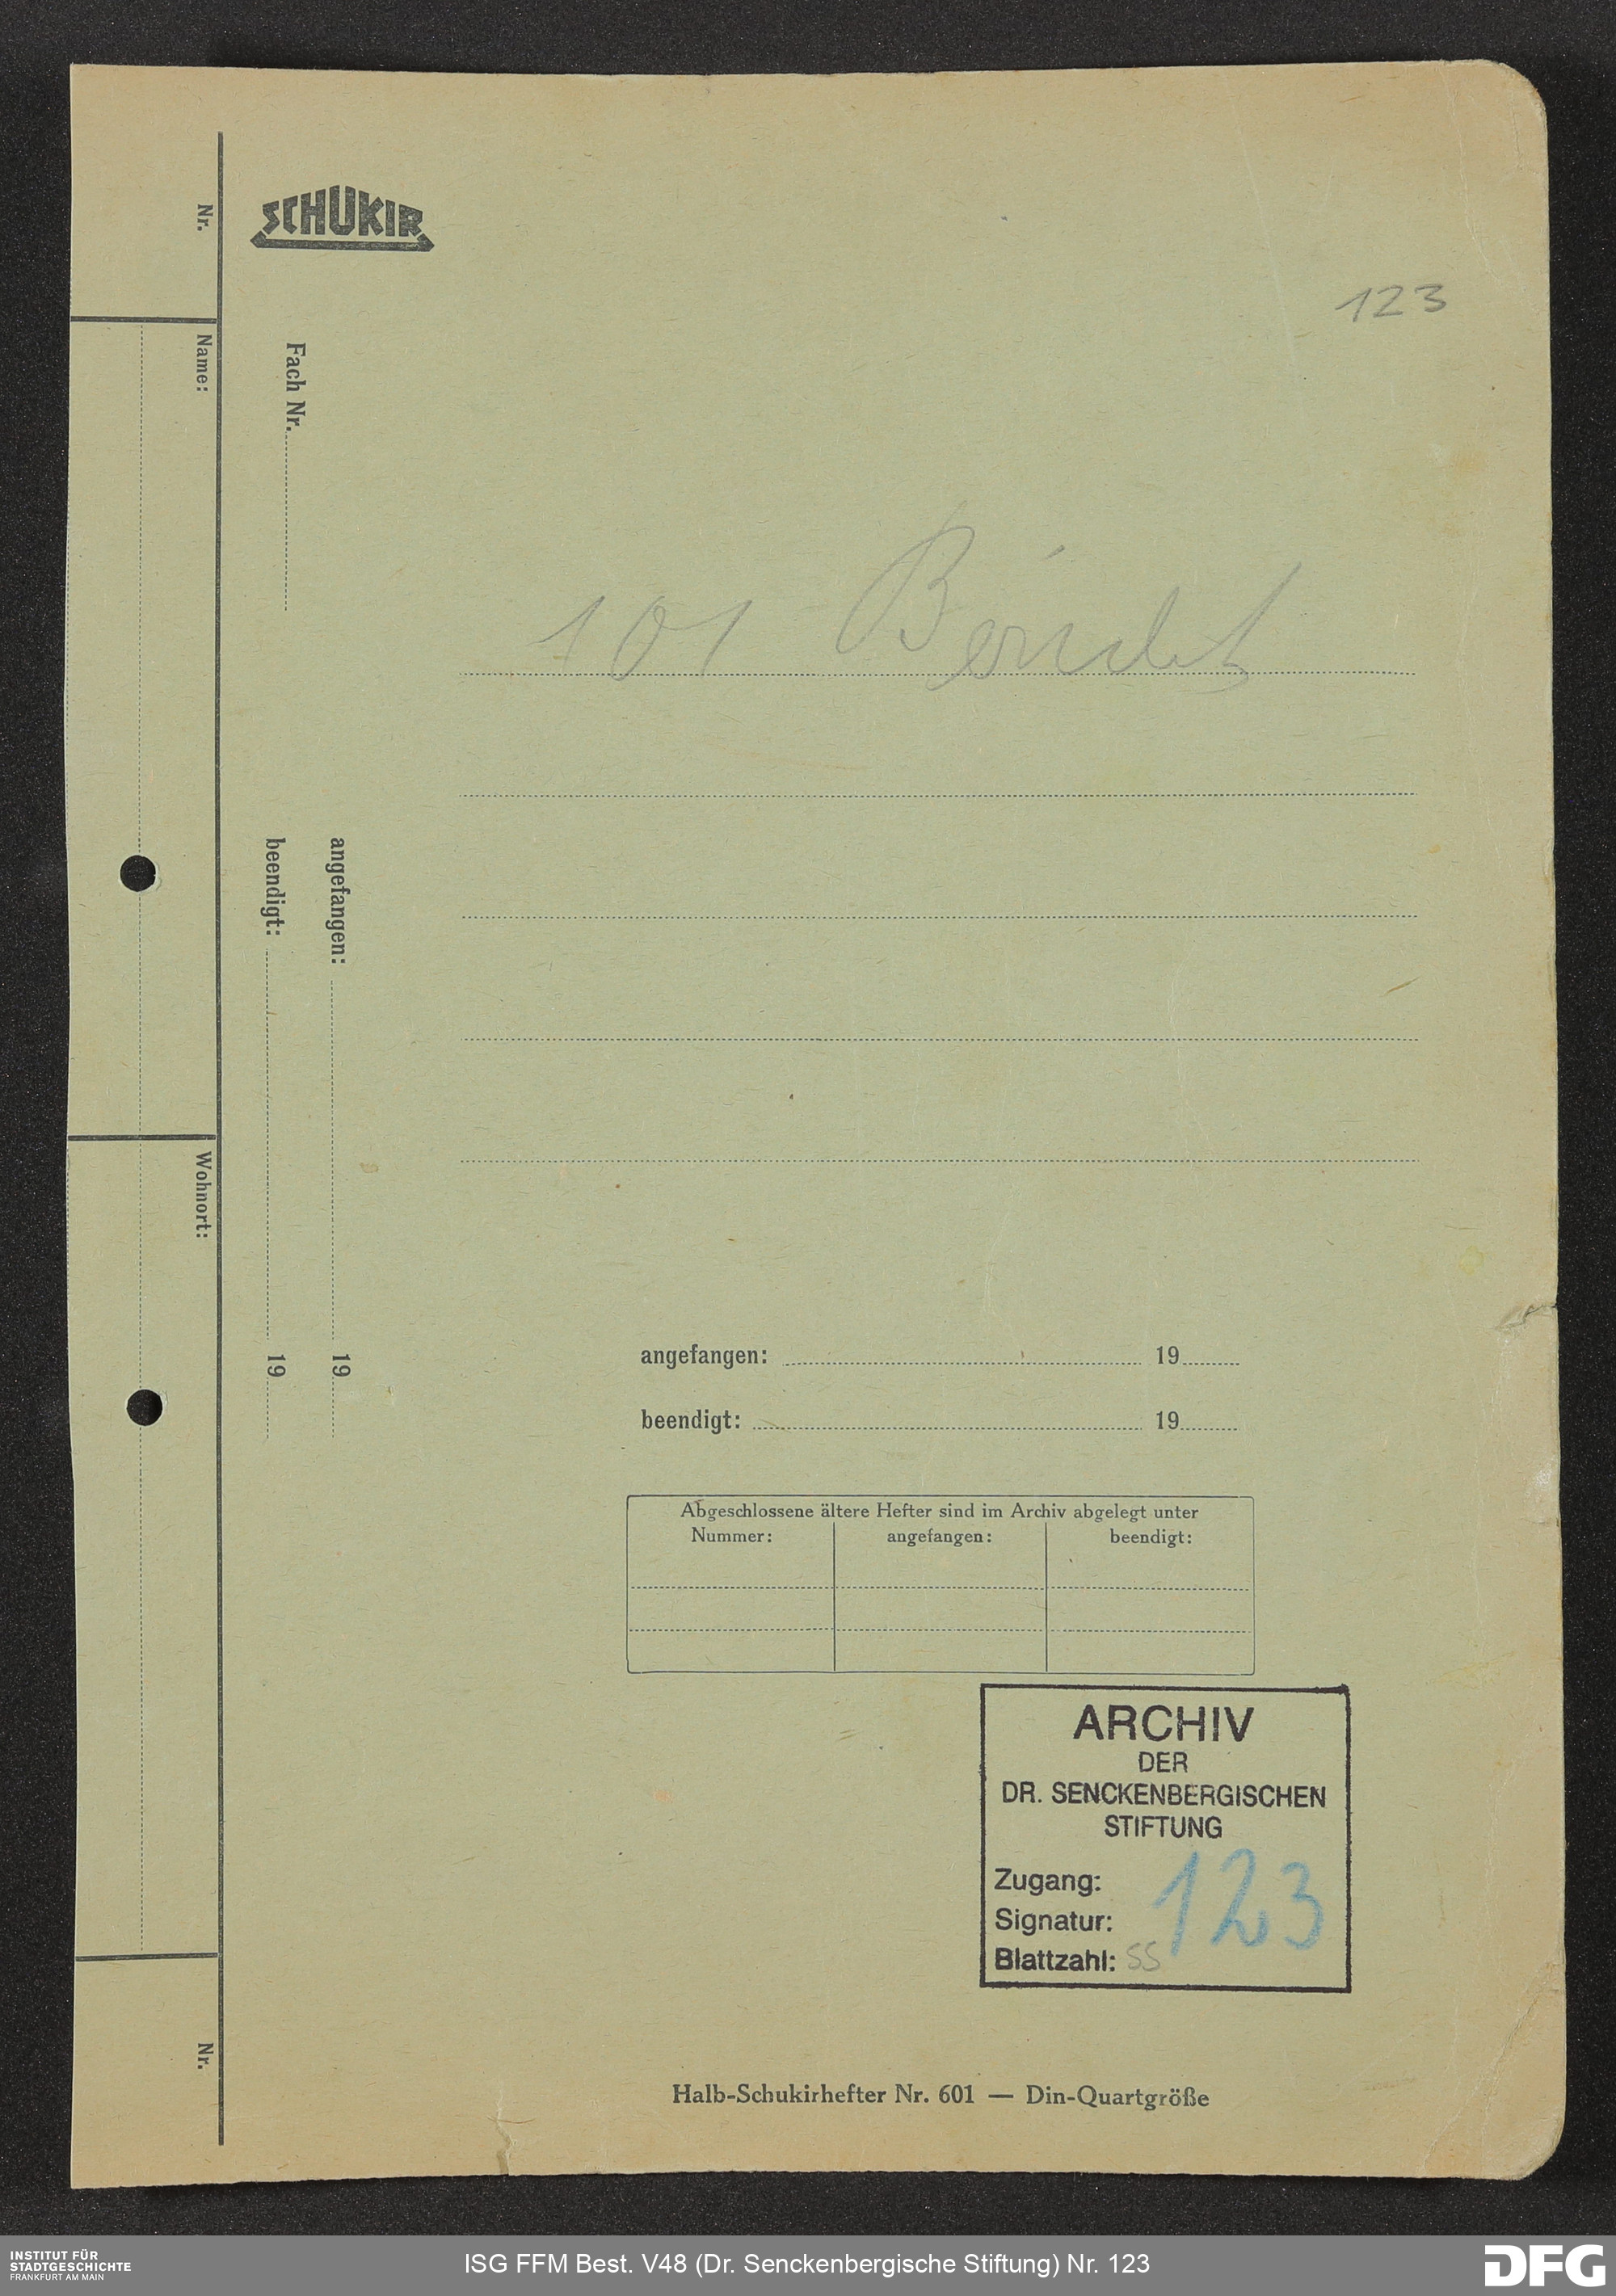 SCHUKIR
123
Nr.
Name:
Wohnort:
Nr.
Fach Nr.
angefangen: 19
beendigt: 19
101 Bericht
angefangen: 19
beendigt: 19
Abgeschlossene ältere Hefter sind im Archiv abgelegt unter
Nummer: angefangen: beendigt:
ARCHIV
DER
DR. SENCKENBERGISCHEN
STIFTUNG
Zugang:
Signatur: 123
Blattzahl: 55
Halb-Schukirhefter Nr. 601 — Din-Quartgröße
INSTITUT FÜR
STADTGESCHICHTE
FRANKFURT AM MAIN
ISG FFM Best. V48 (Dr. Senckenbergische Stiftung) Nr. 123
DFG